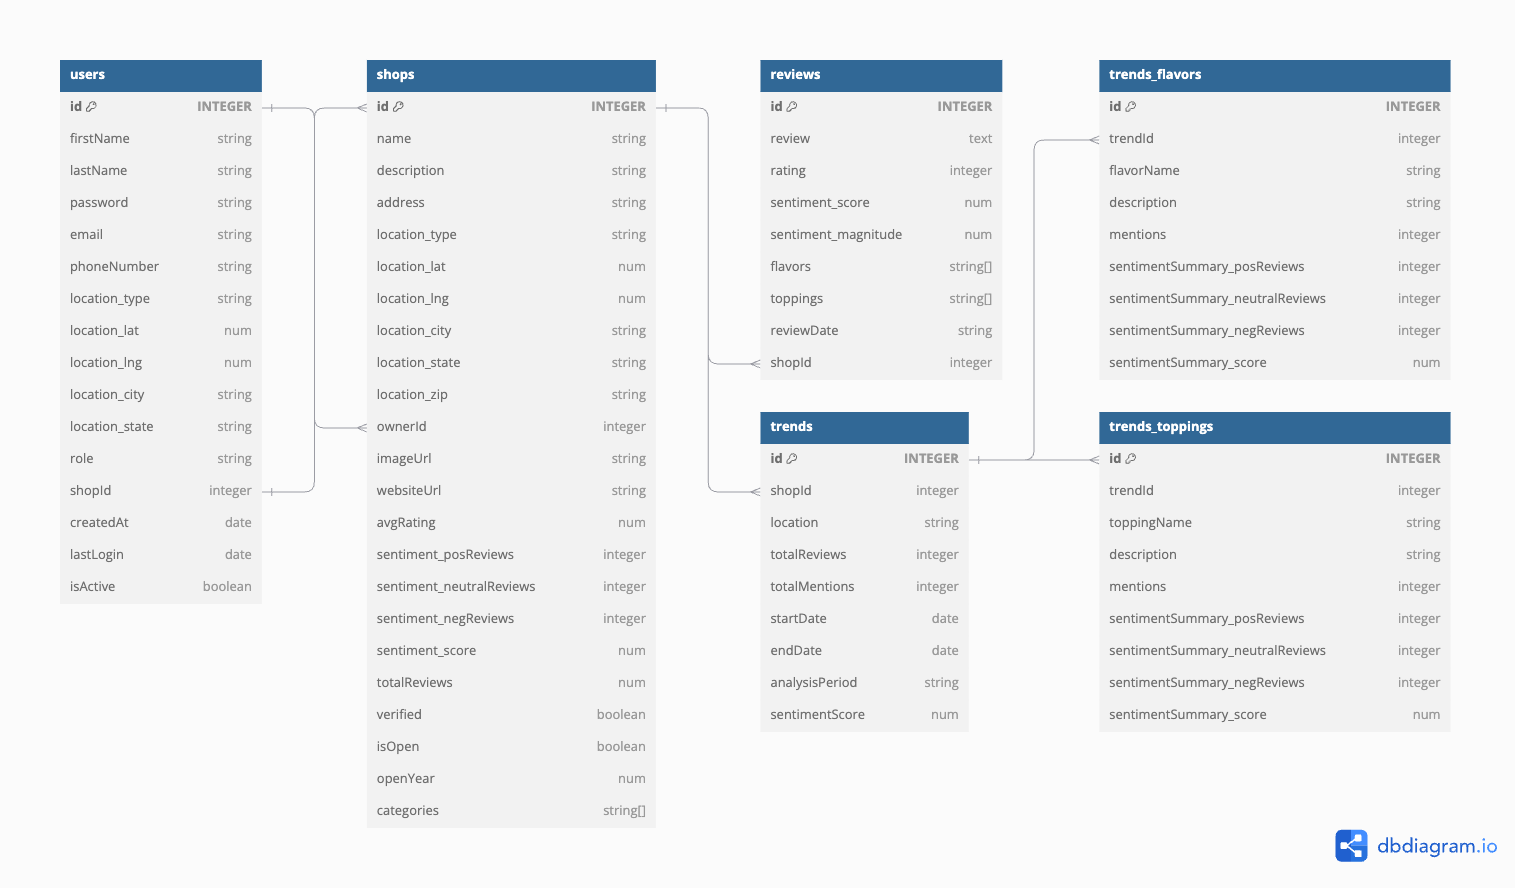 users
id INTEGER
firstName string
lastName string
password string
email string
phoneNumber string
location_type string
location_lat num
location_lng num
location_city string
location_state string
role string
shopId integer
createdAt date
lastLogin date
isActive boolean
shops
id INTEGER
name string
description string
address string
location_type string
location_lat num
location_lng num
location_city string
location_state string
location_zip string
ownerId integer
imageUrl string
websiteUrl string
avgRating num
sentiment_posReviews integer
sentiment_neutralReviews integer
sentiment_negReviews integer
sentiment_score num
totalReviews num
verified boolean
isOpen boolean
openYear num
categories string[]
reviews
id INTEGER
review text
rating integer
sentiment_score num
sentiment_magnitude num
flavors string[]
toppings string[]
reviewDate string
shopId integer
trends
id INTEGER
shopId integer
location string
totalReviews integer
totalMentions integer
startDate date
endDate date
analysisPeriod string
sentimentScore num
trends_flavors
id INTEGER
trendId integer
flavorName string
description string
mentions integer
sentimentSummary_posReviews integer
sentimentSummary_neutralReviews integer
sentimentSummary_negReviews integer
sentimentSummary_score num
trends_toppings
id INTEGER
trendId integer
toppingName string
description string
mentions integer
sentimentSummary_posReviews integer
sentimentSummary_neutralReviews integer
sentimentSummary_negReviews integer
sentimentSummary_score num
dbdiagram.io